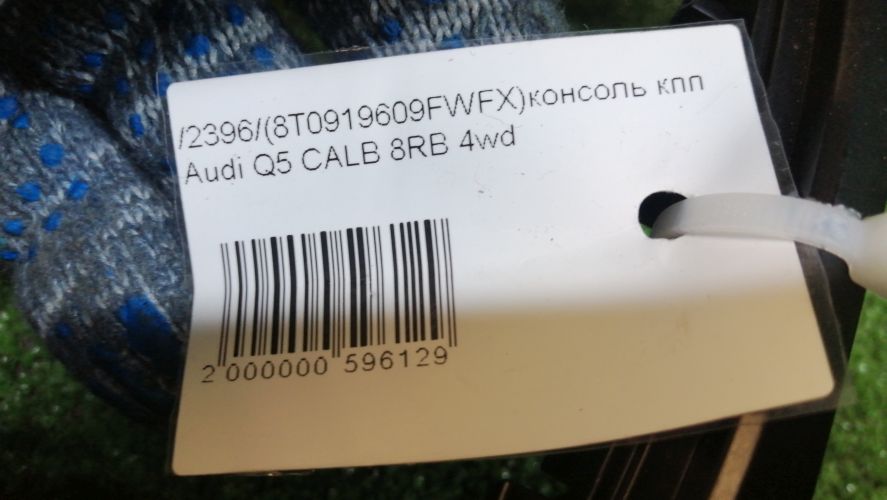 /2396/(8T0919609FWFX)консоль кпп
Audi Q5 CALB 8RB 4wd
2 000000 596129